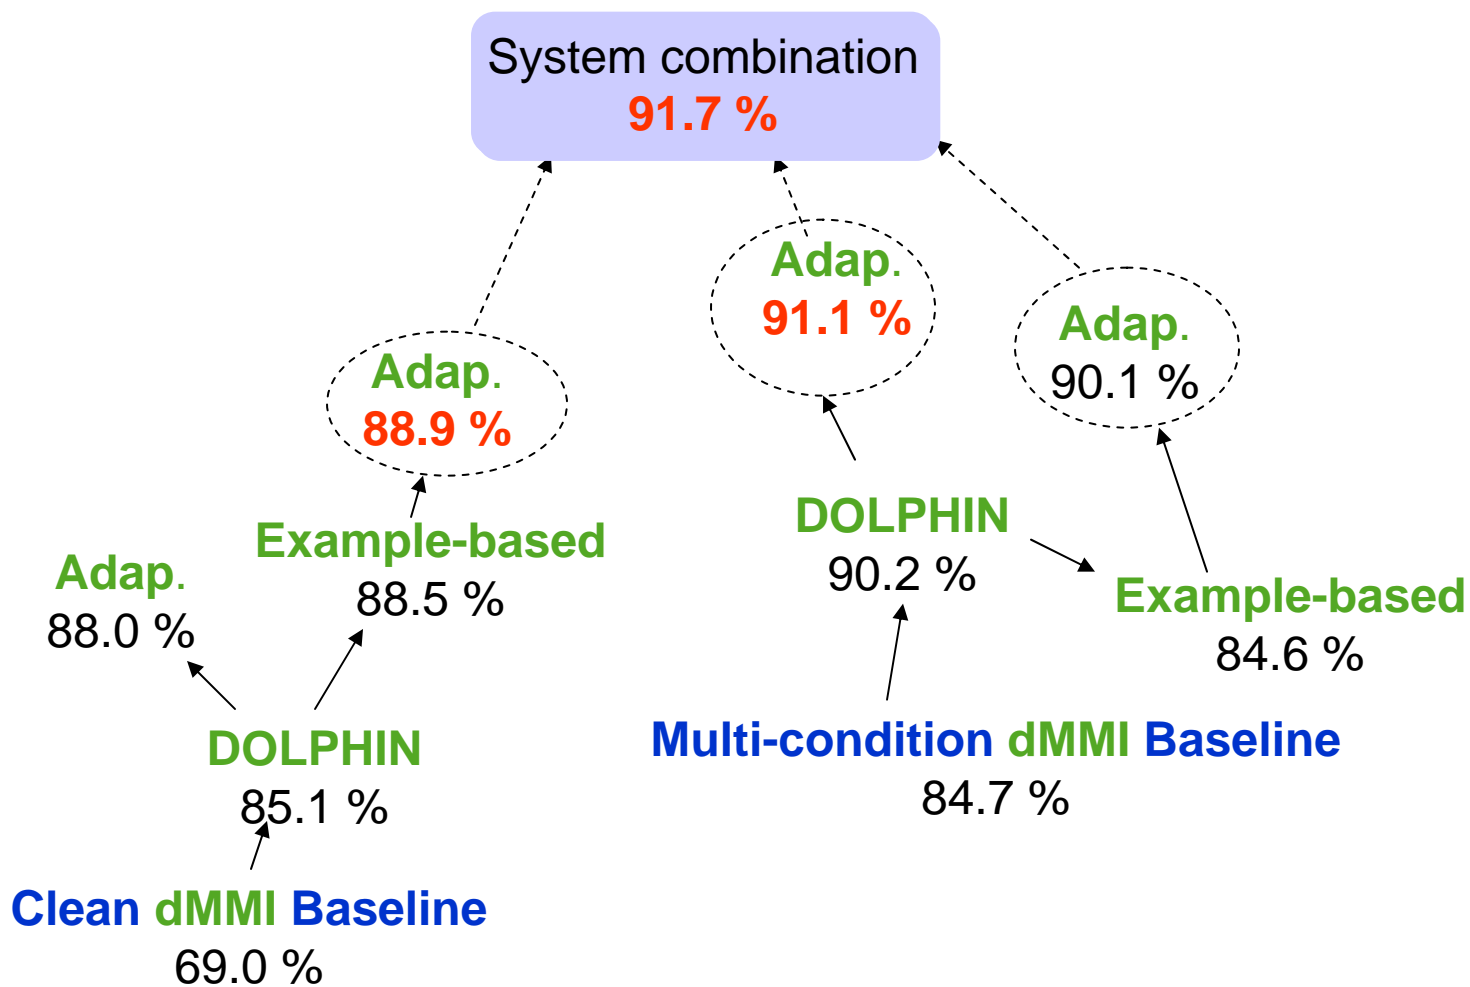 System combination
91.7 %
Adap.
91.1 %
Adap.
90.1 %
Adap.
88.9 %
DOLPHIN
90.2 %
Example-based
88.5 %
Adap.
88.0 %
Example-based
84.6 %
DOLPHIN
85.1 %
Multi-condition dMMI Baseline
84.7 %
Clean dMMI Baseline
69.0 %